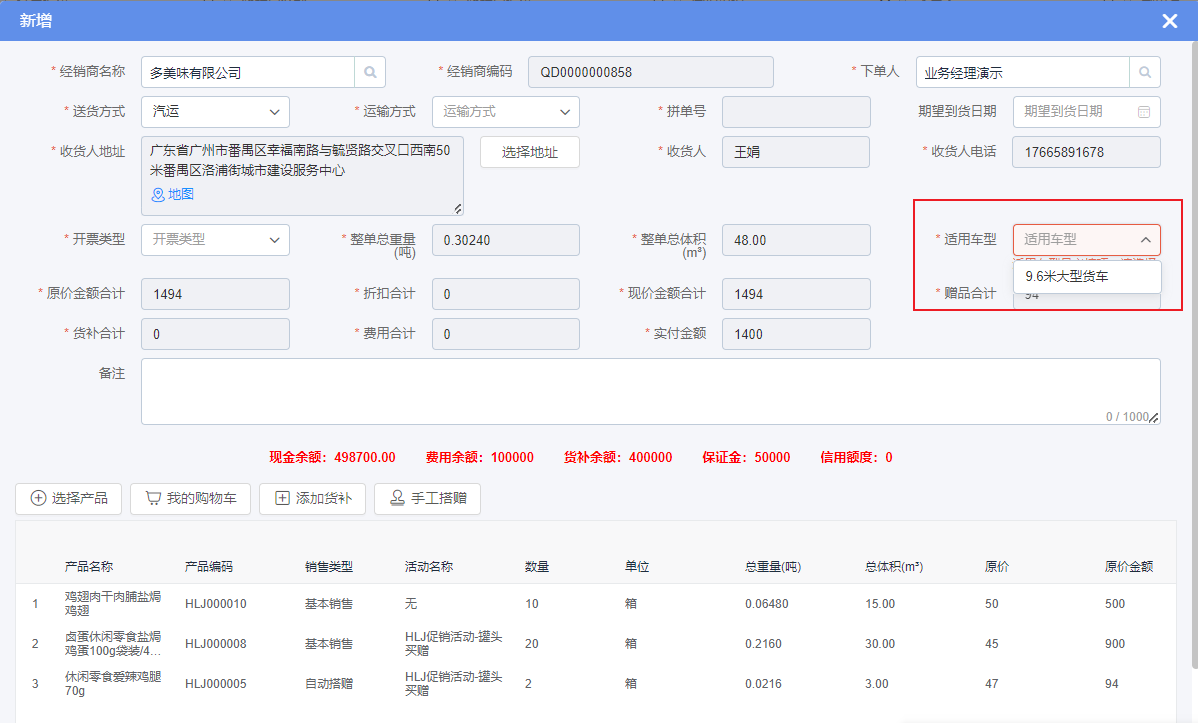 新增
* 经销商名称 多美味有限公司 * 经销商编码 QD0000000858 * 下单人 业务经理演示
* 送货方式 汽运 * 运输方式 运输方式 * 拼单号 期望到货日期 期望到货日期
* 收货人地址 广东省广州市番禺区幸福南路与毓贤路交叉口西南50 选择地址 * 收货人 王娟 * 收货人电话 17665891678
米番禺区洛浦街城市建设服务中心
地图
* 开票类型 开票类型 * 整单总重量 0.30240 * 整单总体积 48.00 * 适用车型 适用车型
(吨) (m³)
9.6米大型货车
* 原价金额合计 1494 * 折扣合计 0 * 现价金额合计 1494 * 赠品合计 94
* 货补合计 0 * 费用合计 0 * 实付金额 1400
备注
0 / 1000
现金余额：498700.00 费用余额：100000 货补余额：400000 保证金：50000 信用额度：0
选择产品 我的购物车 添加货补 手工搭赠
产品名称 产品编码 销售类型 活动名称 数量 单位 总重量(吨) 总体积(m³) 原价 原价金额
1 鸡翅肉干肉脯盐焗 HLJ000010 基本销售 无 10 箱 0.06480 15.00 50 500
鸡翅
2 卤蛋休闲零食盐焗 HLJ000008 基本销售 HLJ促销活动-罐头 20 箱 0.2160 30.00 45 900
鸡蛋100g袋装/4... 买赠
3 休闲零食爱辣鸡腿 HLJ000005 自动搭赠 HLJ促销活动-罐头 2 箱 0.0216 3.00 47 94
70g 买赠